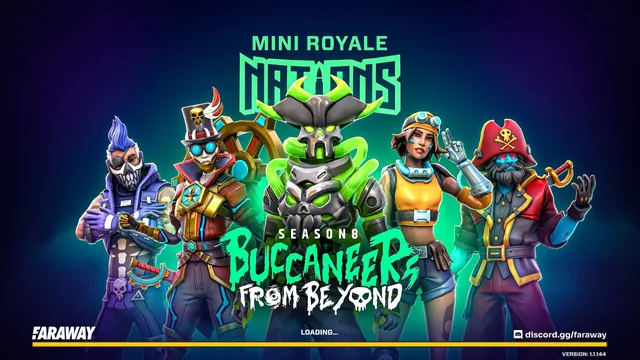 MINI ROYALE
NATIONS
SEASON 8
BUCCANEERS
FROM BEYOND
LOADING...
FARAWAY
discord.gg/faraway
VERSION: 1.1.144